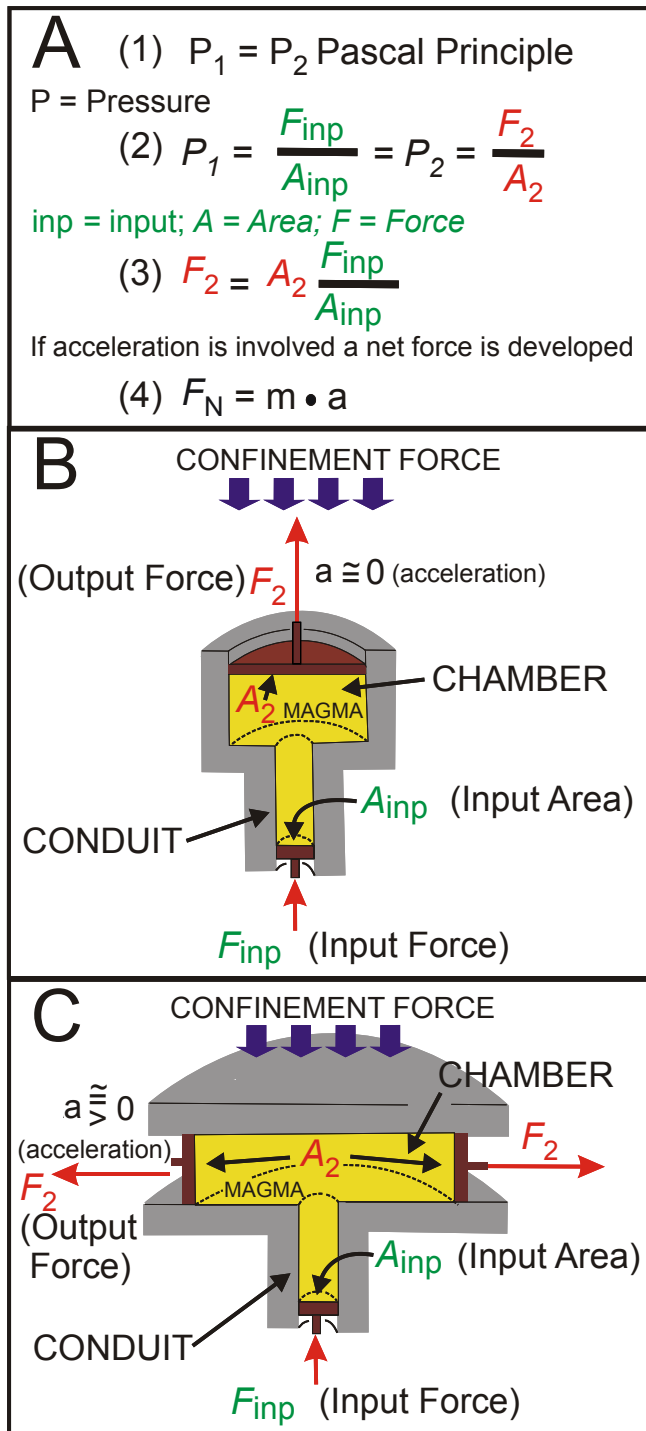 A
(1) P₁ = P₂ Pascal Principle
P = Pressure
(2) P₁ = Finp / Ainp = P₂ = F₂ / A₂
inp = input; A = Area; F = Force
(3) F₂ = A₂ Finp / Ainp
If acceleration is involved a net force is developed
(4) F_N = m • a
B
CONFINEMENT FORCE
(Output Force) F₂
a ≅ 0 (acceleration)
CHAMBER
A₂
MAGMA
Ainp (Input Area)
CONDUIT
Finp (Input Force)
C
CONFINEMENT FORCE
CHAMBER
a ⪆ 0
(acceleration)
F₂
A₂
F₂
MAGMA
(Output
Force)
Ainp (Input Area)
CONDUIT
Finp (Input Force)